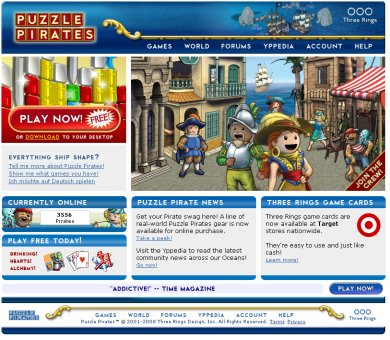 PUZZLE
PIRATES
Three Rings
GAMES WORLD FORUMS YPPEDIA ACCOUNT HELP
PLAY NOW! FREE!
OR DOWNLOAD TO YOUR DESKTOP
EVERYTHING SHIP SHAPE?
Tell me more about Puzzle Pirates!
Show me what games you have!
Ich möchte auf Deutsch spielen
JOIN THE
CREW!
CURRENTLY ONLINE
3556
Pirates
PLAY FREE TODAY!
DRINKING!
HEARTS!
ALCHEMY!
PUZZLE PIRATE NEWS
Get your Pirate swag here! A line of
real-world Puzzle Pirates gear is now
available for online purchase.
Take a peek!
Visit the Yppedia to read the latest
community news across our Oceans!
Go now!
THREE RINGS GAME CARDS
Three Rings game cards are
now available at Target
stores nationwide.
They're easy to use and just like
cash!
Learn more!
"ADDICTIVE!" -- TIME MAGAZINE
PLAY NOW!
PUZZLE
PIRATES
GAMES WORLD FORUMS YPPEDIA ACCOUNT HELP
Puzzle Pirates™ © 2001-2008 Three Rings Design, Inc. All Rights Reserved. Terms Privacy
Three Rings